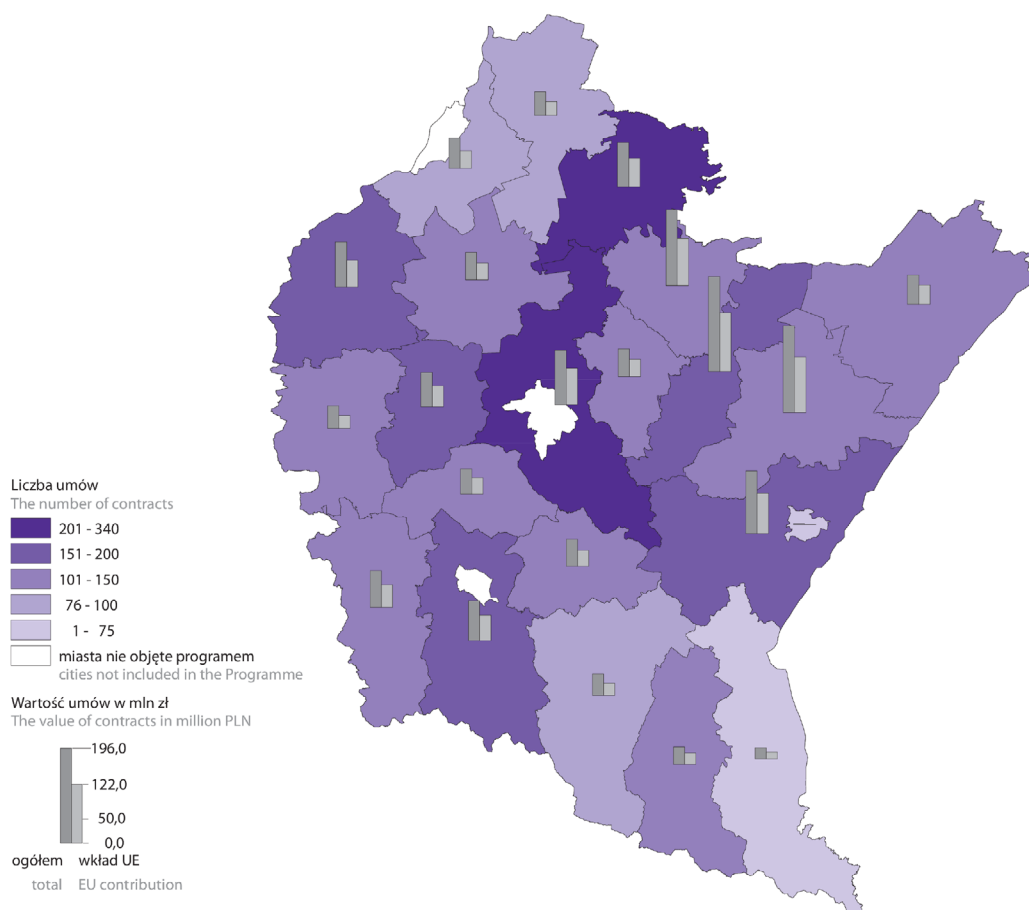 Liczba umów
The number of contracts
201 - 340
151 - 200
101 - 150
76 - 100
1 - 75
miasta nie objęte programem
cities not included in the Programme
Wartość umów w mln zł
The value of contracts in million PLN
196,0
122,0
50,0
0,0
ogółem wkład UE
total EU contribution